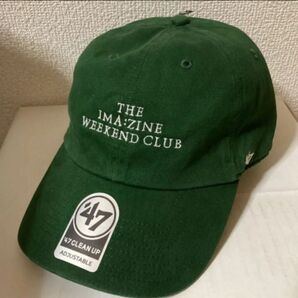 THE
IMA:ZINE
WEEKEND CLUB
'47
'47 CLEAN UP
ADJUSTABLE